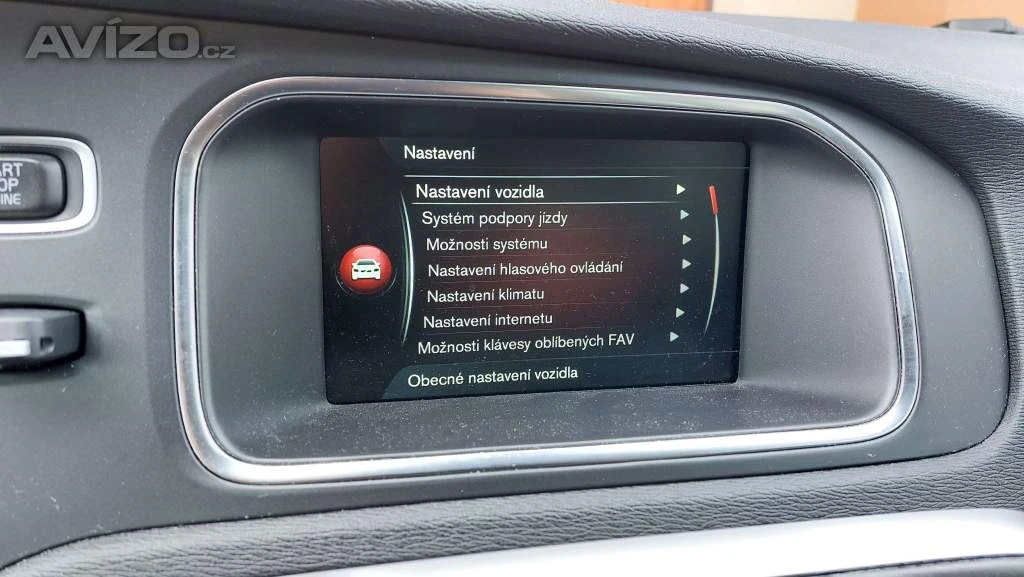 AVÍZO.cz
Nastavení
Nastavení vozidla
Systém podpory jízdy
Možnosti systému
Nastavení hlasového ovládání
Nastavení klimatu
Nastavení internetu
Možnosti klávesy oblíbených FAV
Obecné nastavení vozidla